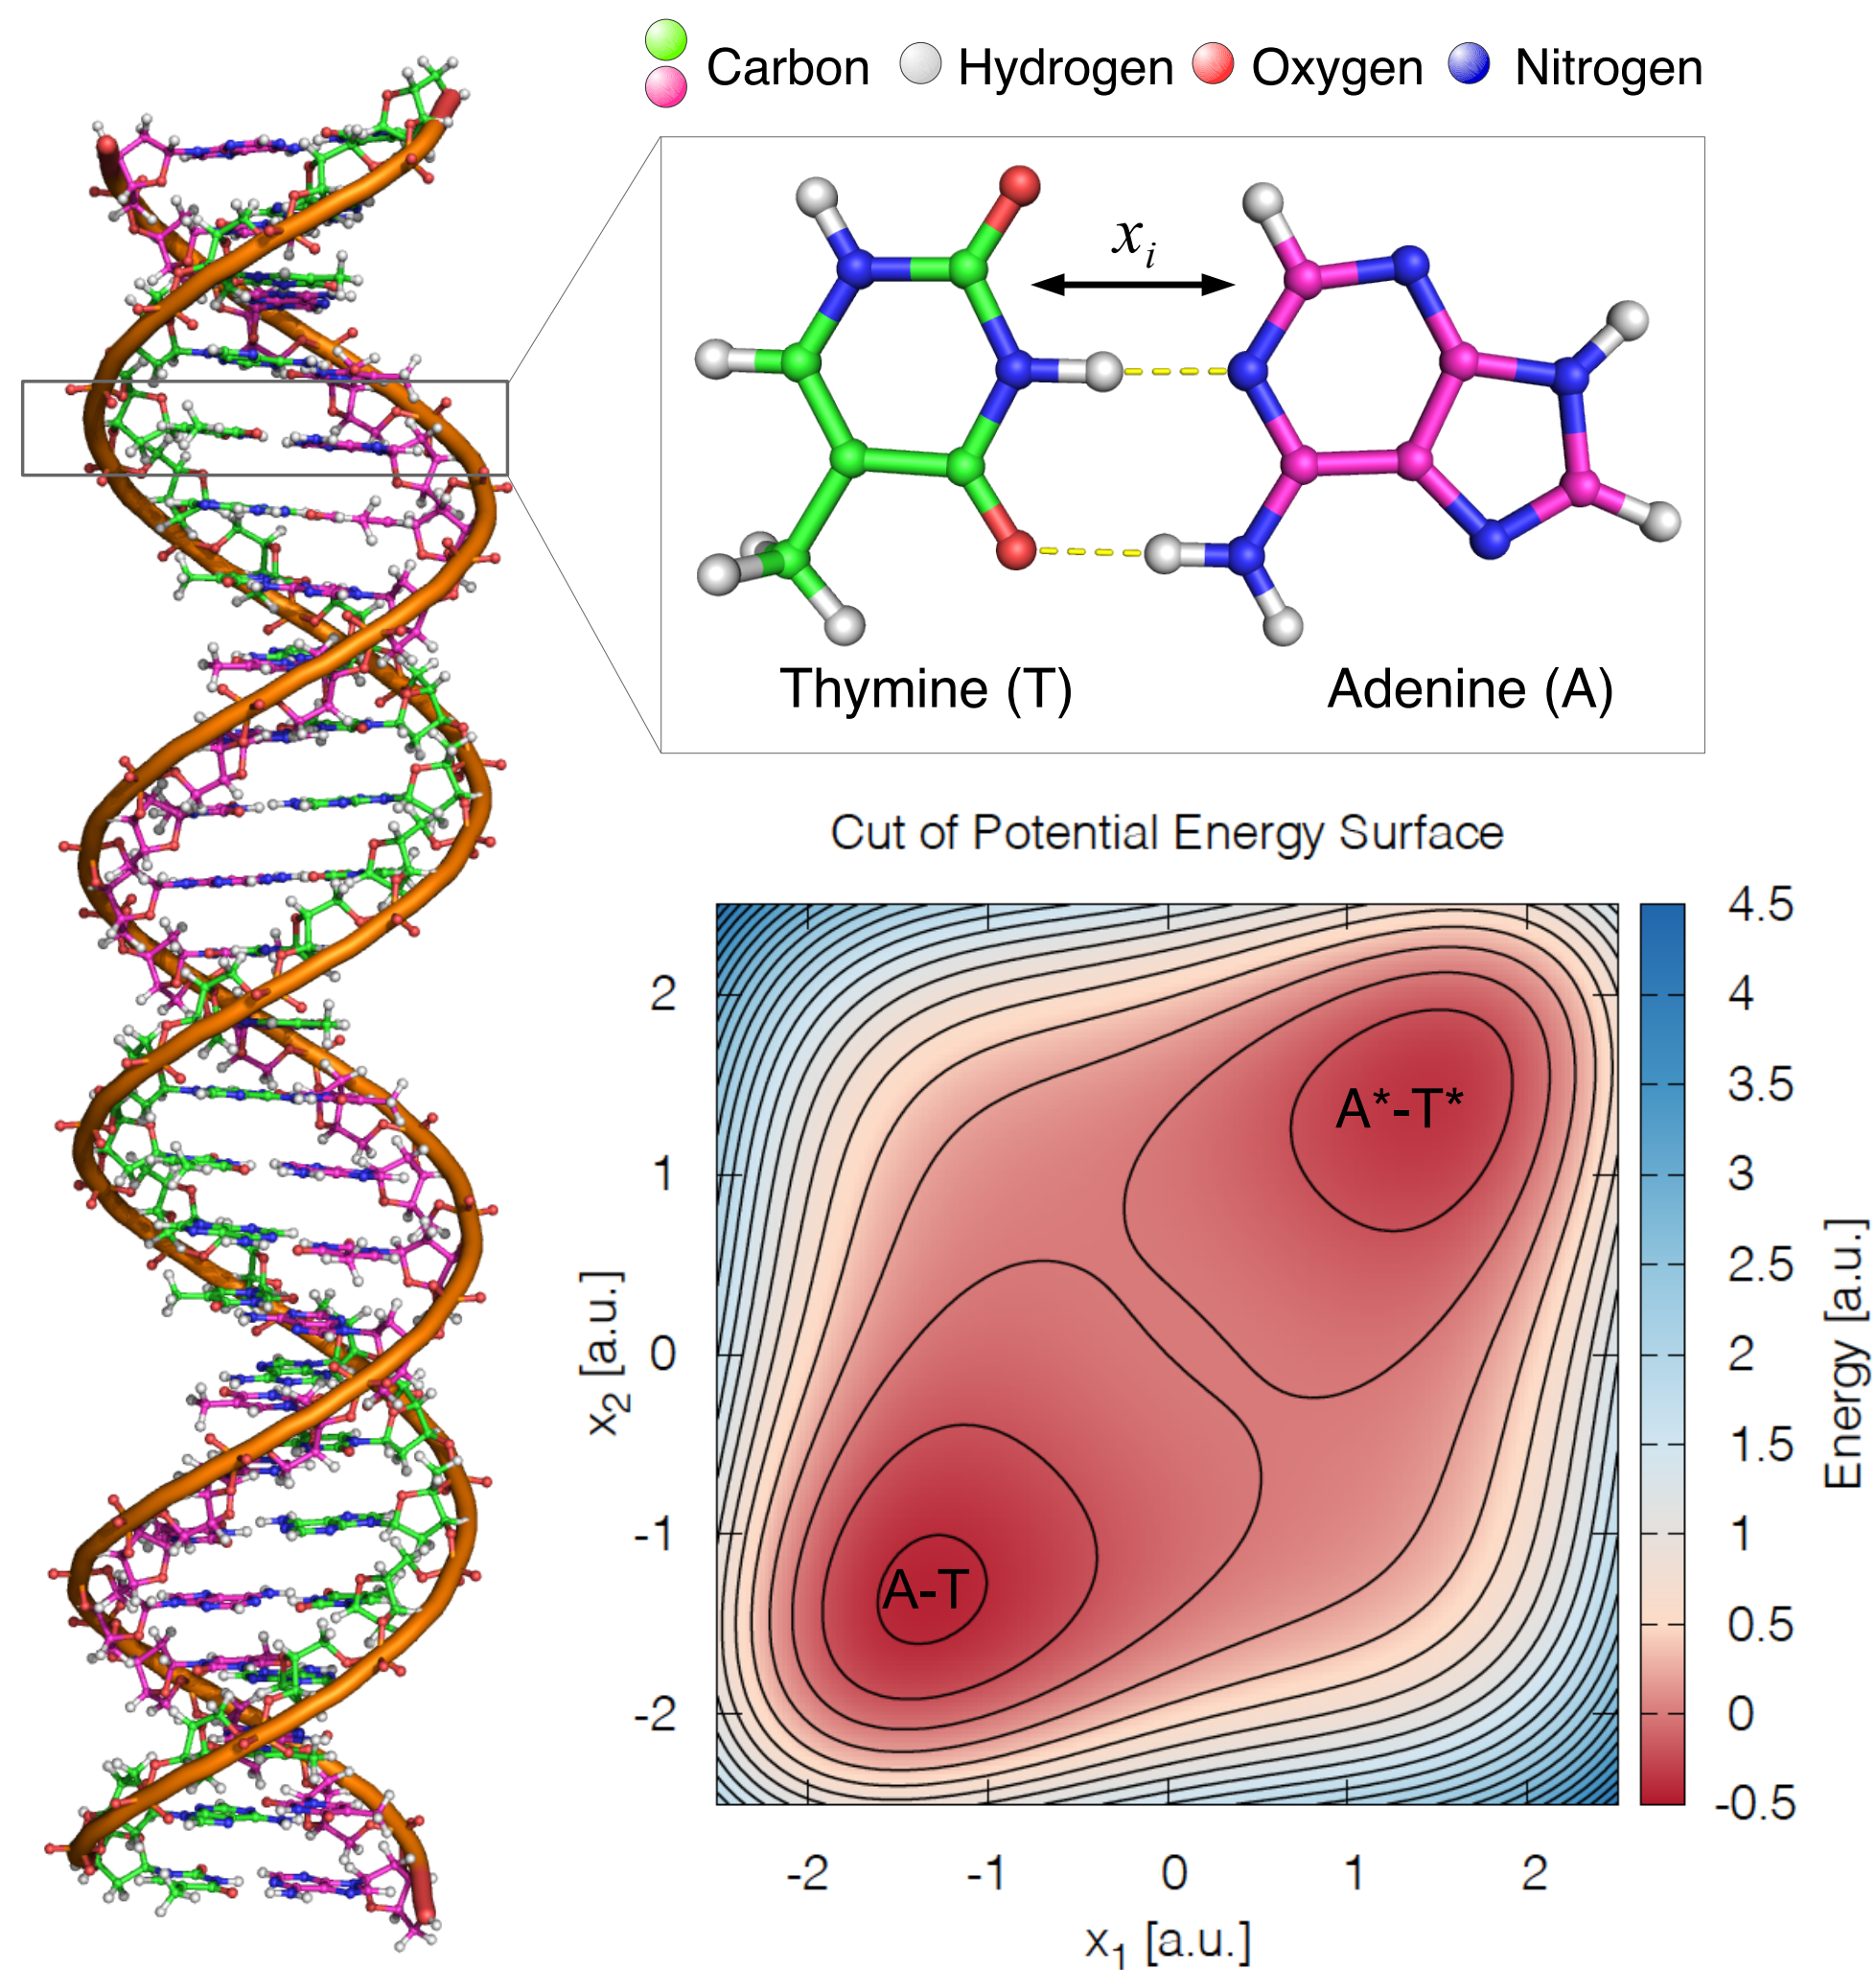 Carbon Hydrogen Oxygen Nitrogen
xi
Thymine (T) Adenine (A)
Cut of Potential Energy Surface
A*-T*
A-T
2
1
0
-1
-2
x2 [a.u.]
-2 -1 0 1 2
x1 [a.u.]
4.5
4
3.5
3
2.5
2
1.5
1
0.5
0
-0.5
Energy [a.u.]